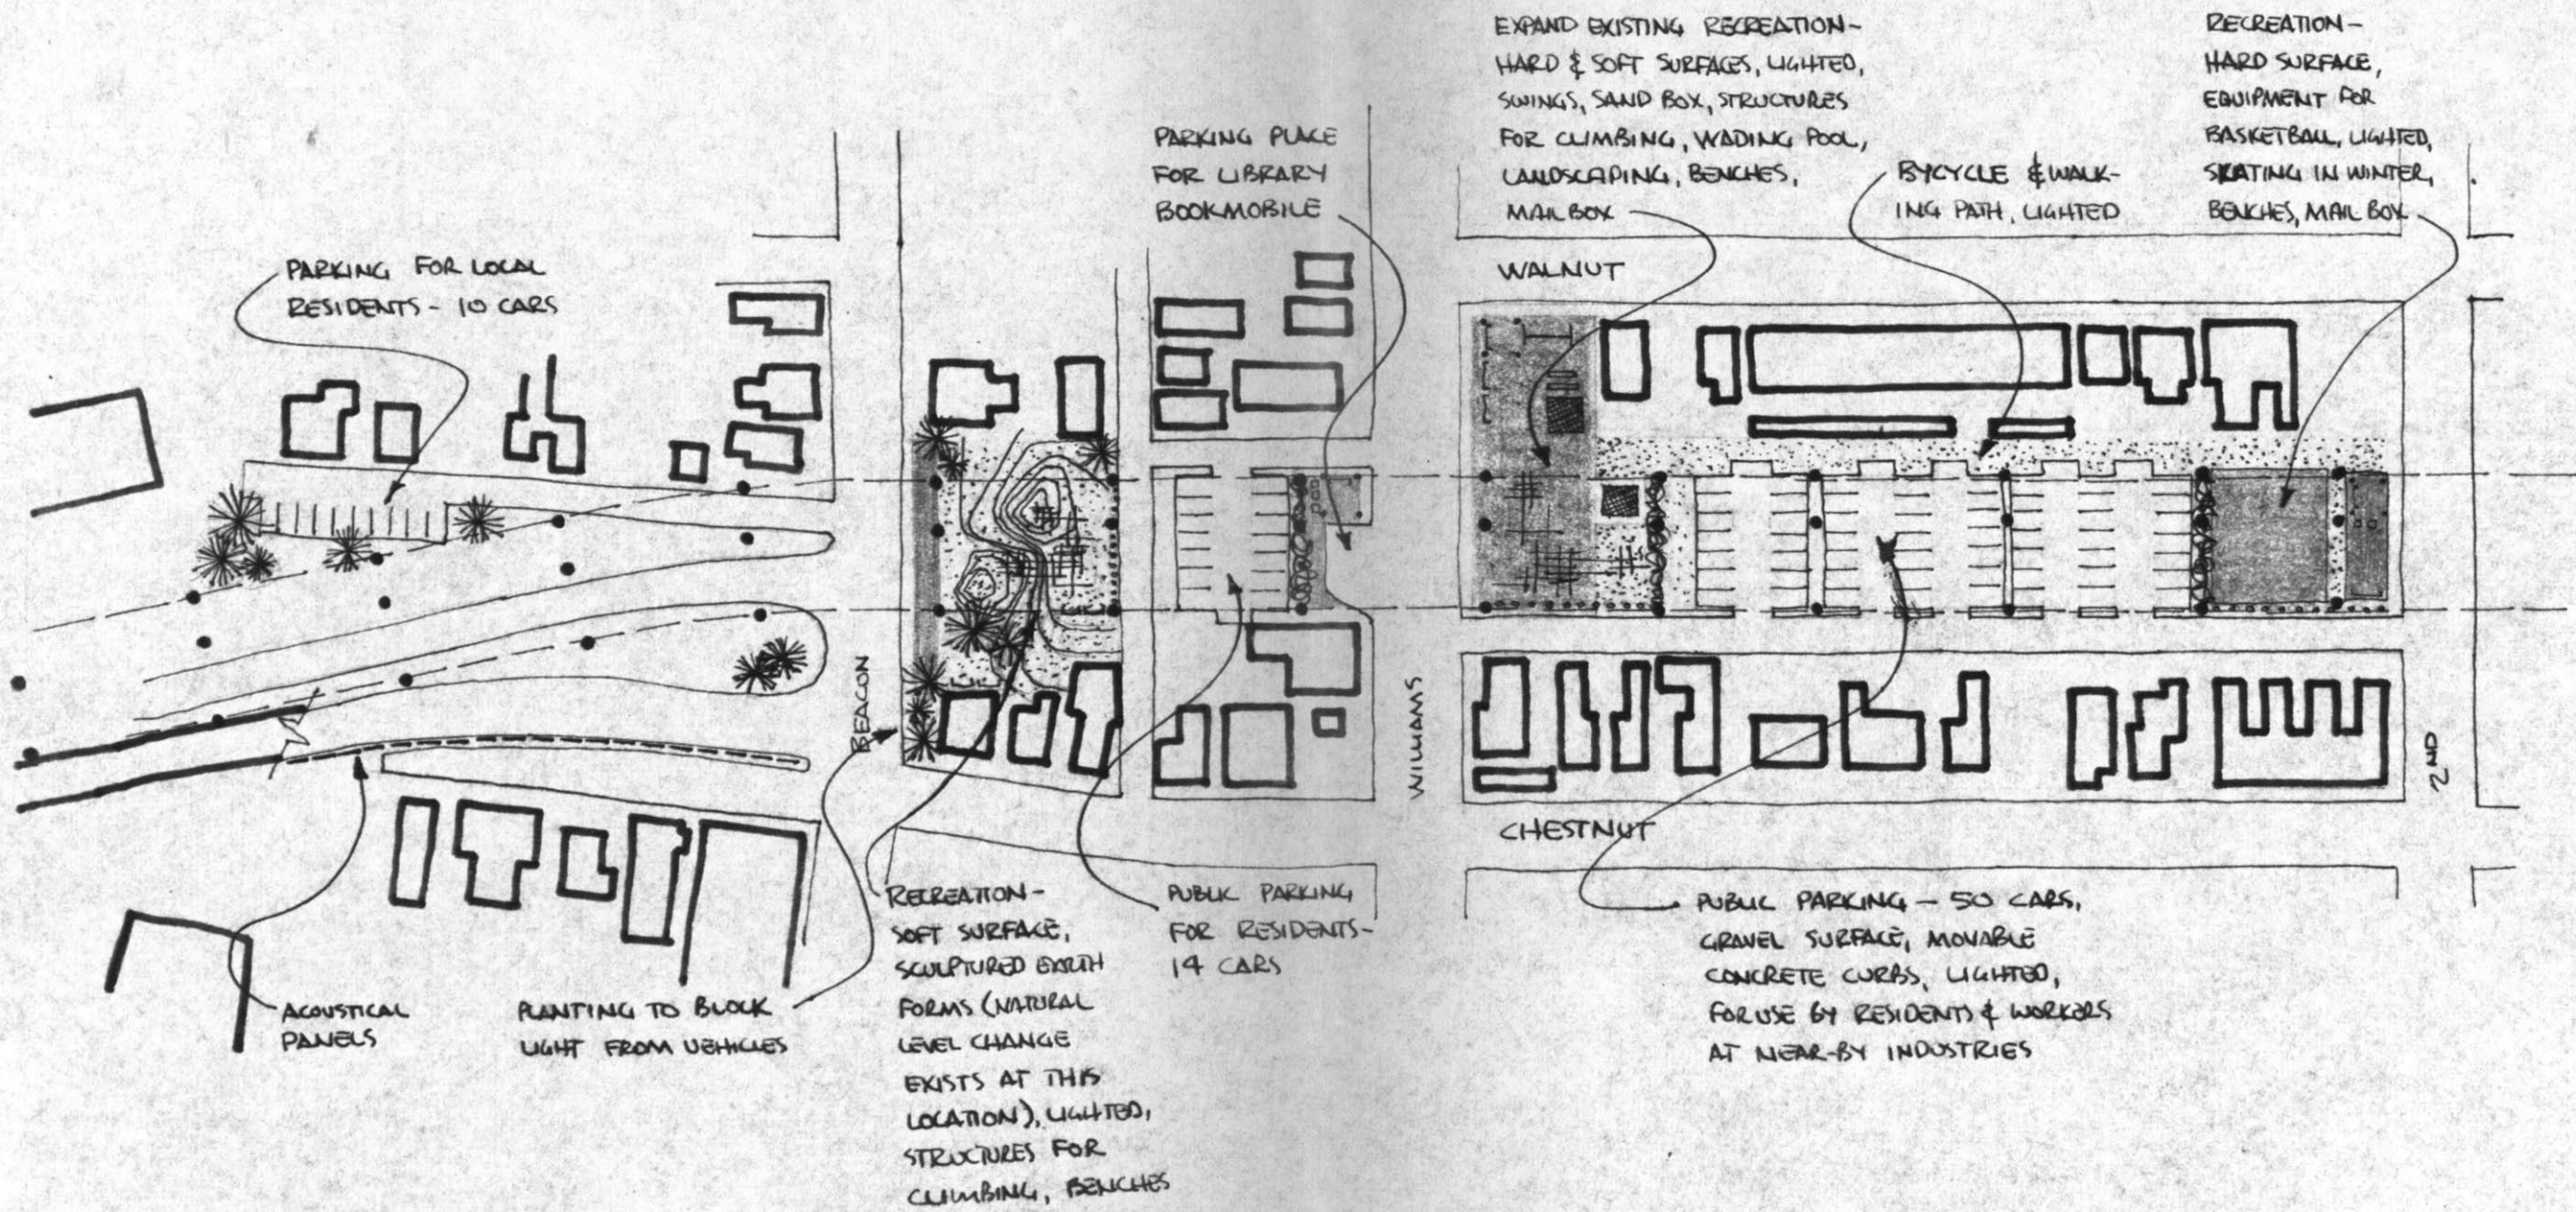 EXPAND EXISTING RECREATION-
HARD & SOFT SURFACES, LIGHTED,
SWINGS, SAND BOX, STRUCTURES
FOR CLIMBING, WADING POOL,
LANDSCAPING, BENCHES,
MAIL BOX
RECREATION-
HARD SURFACE,
EQUIPMENT FOR
BASKETBALL, LIGHTED,
SKATING IN WINTER,
BENCHES, MAIL BOX
PARKING PLACE
FOR LIBRARY
BOOKMOBILE
BYCYCLE & WALK-
ING PATH, LIGHTED
PARKING FOR LOCAL
RESIDENTS - 10 CARS
WALNUT
BEACON
WILLIAMS
2ND
CHESTNUT
RECREATION-
SOFT SURFACE,
SCULPTURED EARTH
FORMS (NATURAL
LEVEL CHANGE
EXISTS AT THIS
LOCATION), LIGHTED,
STRUCTURES FOR
CLIMBING, BENCHES
PUBLIC PARKING
FOR RESIDENTS-
14 CARS
PUBLIC PARKING - 50 CARS,
GRAVEL SURFACE, MOVABLE
CONCRETE CURBS, LIGHTED,
FOR USE BY RESIDENTS & WORKERS
AT NEAR-BY INDUSTRIES
ACOUSTICAL
PANELS
PLANTING TO BLOCK
LIGHT FROM VEHICLES